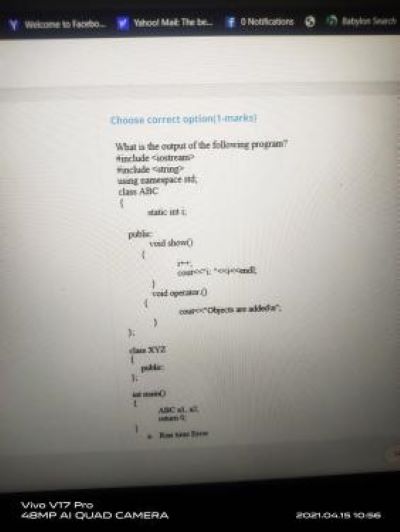 Welcome to Facebo... Yahoo! Mail: The be... 0 Notifications Babylon Search
Choose correct option(1-marks)
What is the output of the following program?
#include <iostream>
#include <string>
using namespace std;
class ABC
{
static int i;
public:
void show()
{
i++;
cout<<"i: "<<i<<endl;
}
void operator.()
{
cout<<"Objects are added\n";
}
};
class XYZ
{
public:
};
int main()
{
ABC a1, a2;
return 0;
}
a. Run time Error
Vivo V17 Pro
48MP AI QUAD CAMERA
2021.04.15 10:56